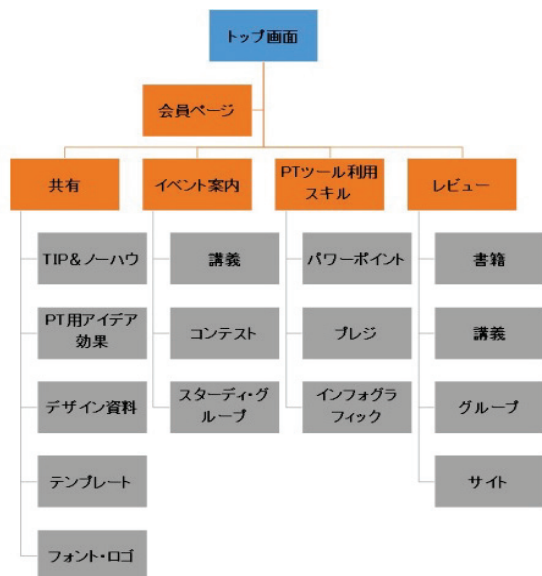 トップ画面
会員ページ
共有
イベント案内
PTツール利用
スキル
レビュー
TIP&ノーハウ
講義
パワーポイント
書籍
PT用アイデア
効果
コンテスト
プレジ
講義
デザイン資料
スターディ・グ
ループ
インフォグラ
フィック
グループ
テンプレート
サイト
フォント・ロゴ